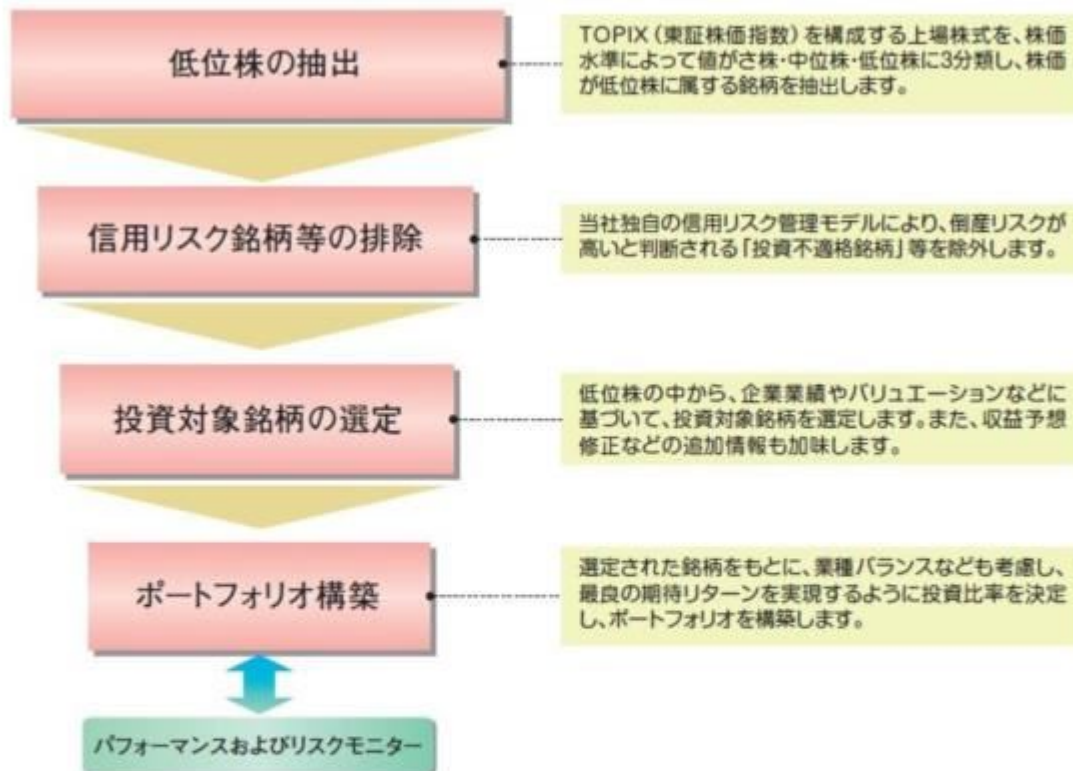 低位株の抽出
TOPIX（東証株価指数）を構成する上場株式を、株価
水準によって値がさ株・中位株・低位株に3分類し、株価
が低位株に属する銘柄を抽出します。
信用リスク銘柄等の排除
当社独自の信用リスク管理モデルにより、倒産リスクが
高いと判断される「投資不適格銘柄」等を除外します。
投資対象銘柄の選定
低位株の中から、企業業績やバリュエーションなどに
基づいて、投資対象銘柄を選定します。また、収益予想
修正などの追加情報も加味します。
ポートフォリオ構築
選定された銘柄をもとに、業種バランスなども考慮し、
最良の期待リターンを実現するように投資比率を決定
し、ポートフォリオを構築します。
パフォーマンスおよびリスクモニター